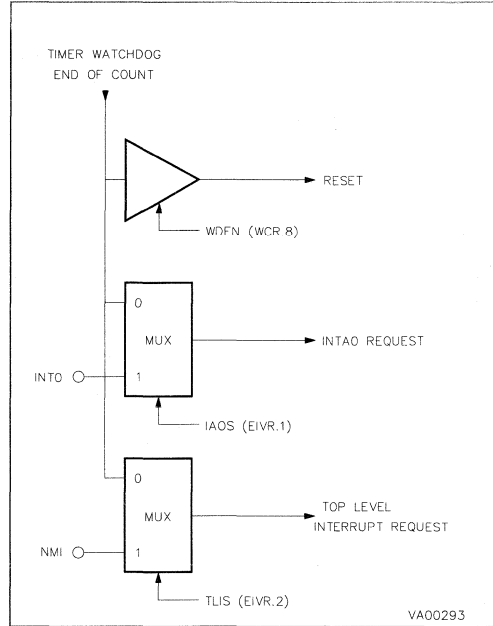 TIMER WATCHDOG
END OF COUNT
RESET
WDEN (WCR.8)
0
MUX
INTA0 REQUEST
INT0
1
IA0S (EIVR.1)
0
MUX
TOP LEVEL
INTERRUPT REQUEST
NMI
1
TLIS (EIVR.2)
VA00293